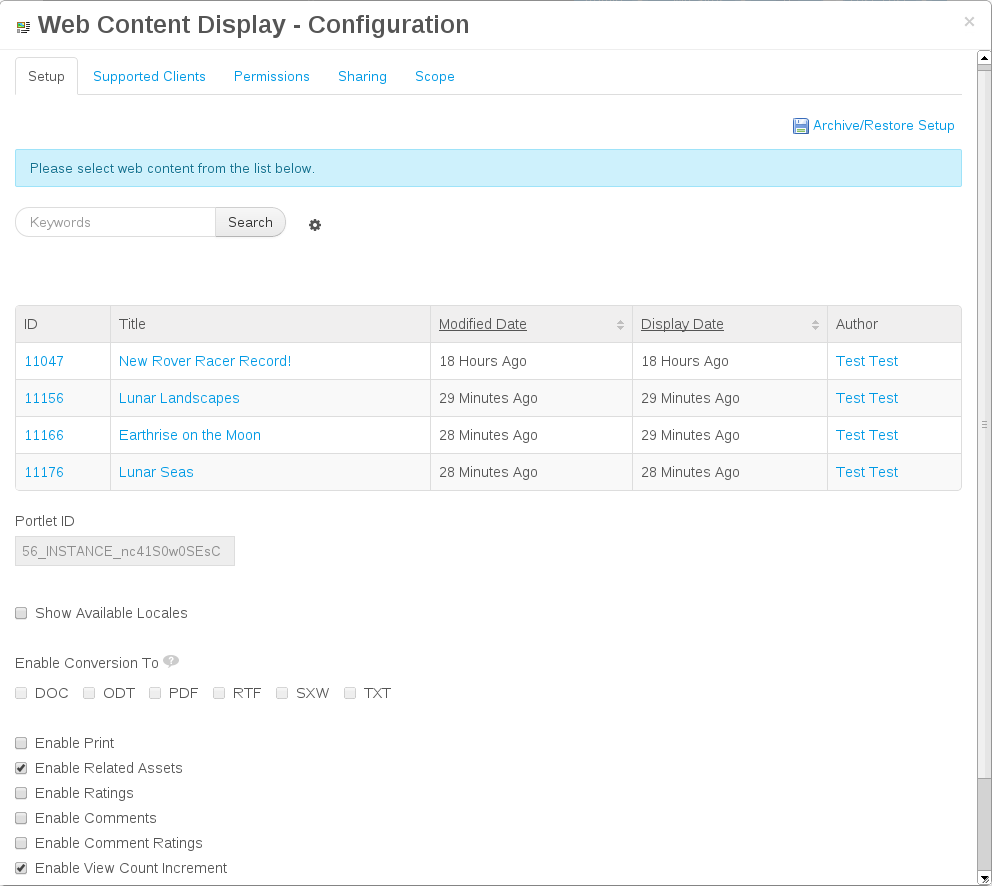 Web Content Display - Configuration
×
Setup Supported Clients Permissions Sharing Scope
Archive/Restore Setup
Please select web content from the list below.
Keywords Search
ID Title Modified Date Display Date Author
11047 New Rover Racer Record! 18 Hours Ago 18 Hours Ago Test Test
11156 Lunar Landscapes 29 Minutes Ago 29 Minutes Ago Test Test
11166 Earthrise on the Moon 28 Minutes Ago 29 Minutes Ago Test Test
11176 Lunar Seas 28 Minutes Ago 28 Minutes Ago Test Test
Portlet ID
56_INSTANCE_nc41S0w0SEsC
Show Available Locales
Enable Conversion To ?
DOC ODT PDF RTF SXW TXT
Enable Print
Enable Related Assets
Enable Ratings
Enable Comments
Enable Comment Ratings
Enable View Count Increment